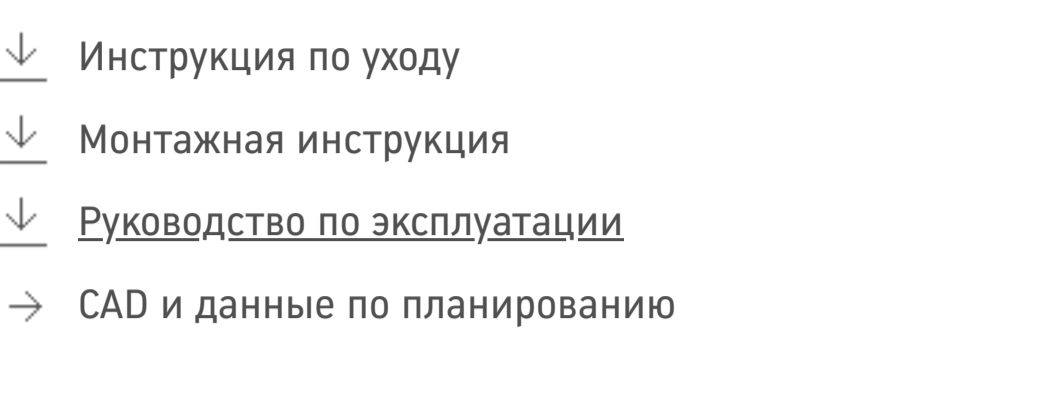 Инструкция по уходу
Монтажная инструкция
Руководство по эксплуатации
CAD и данные по планированию